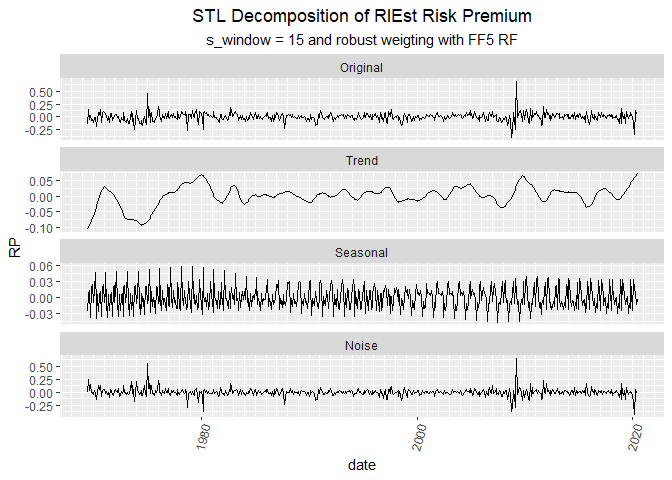 STL Decomposition of RlEst Risk Premium
s_window = 15 and robust weigting with FF5 RF
Original
0.50
0.25
0.00
-0.25
Trend
0.05
0.00
-0.05
-0.10
RP
Seasonal
0.06
0.03
0.00
-0.03
Noise
0.50
0.25
0.00
-0.25
1980
2000
2020
date